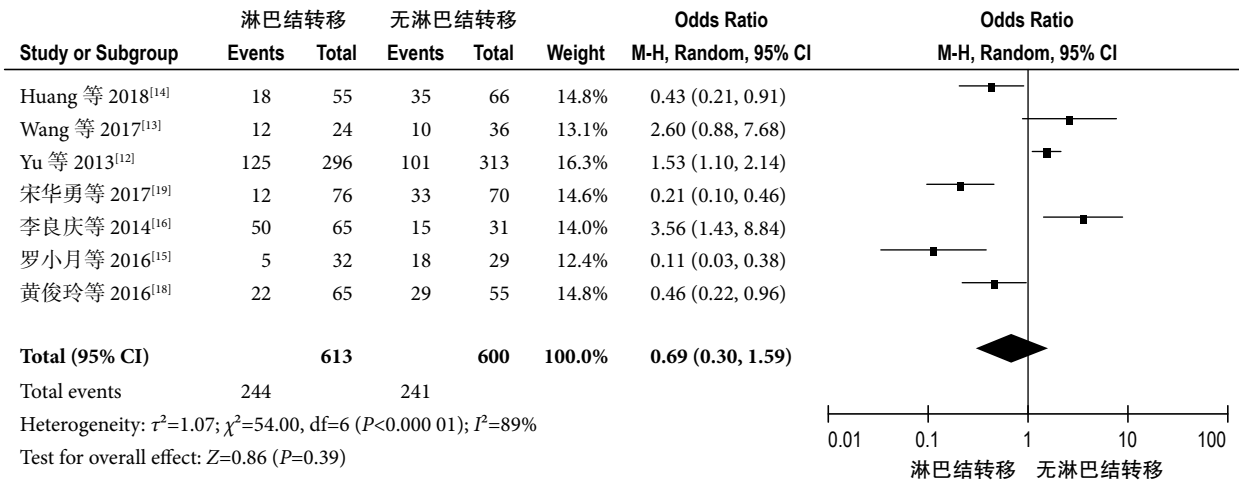 淋巴结转移 无淋巴结转移 Odds Ratio Odds Ratio
Study or Subgroup Events Total Events Total Weight M-H, Random, 95% CI M-H, Random, 95% CI
Huang 等 2018[14] 18 55 35 66 14.8% 0.43 (0.21, 0.91)
Wang 等 2017[13] 12 24 10 36 13.1% 2.60 (0.88, 7.68)
Yu 等 2013[12] 125 296 101 313 16.3% 1.53 (1.10, 2.14)
宋华勇等 2017[19] 12 76 33 70 14.6% 0.21 (0.10, 0.46)
李良庆等 2014[16] 50 65 15 31 14.0% 3.56 (1.43, 8.84)
罗小月等 2016[15] 5 32 18 29 12.4% 0.11 (0.03, 0.38)
黄俊玲等 2016[18] 22 65 29 55 14.8% 0.46 (0.22, 0.96)
Total (95% CI) 613 600 100.0% 0.69 (0.30, 1.59)
Total events 244 241
Heterogeneity: τ²=1.07; χ²=54.00, df=6 (P<0.000 01); I²=89%
Test for overall effect: Z=0.86 (P=0.39)
0.01 0.1 1 10 100
淋巴结转移 无淋巴结转移